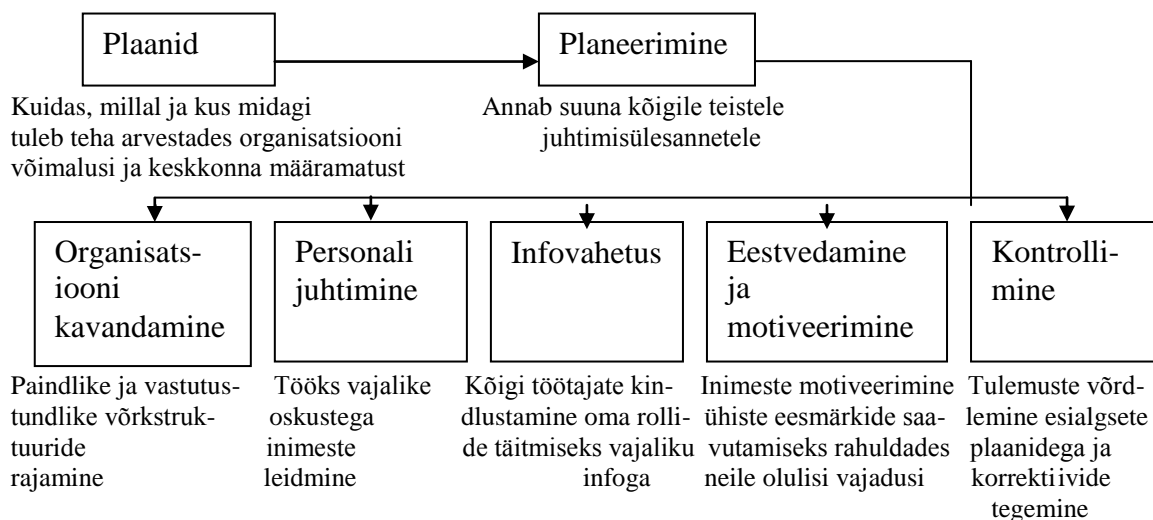 Plaanid
Planeerimine
Kuidas, millal ja kus midagi
tuleb teha arvestades organisatsiooni
võimalusi ja keskkonna määramatust
Annab suuna kõigile teistele
juhtimisülesannetele
Organisats-
iooni
kavandamine
Personali
juhtimine
Infovahetus
Eestvedamine
ja
motiveerimine
Kontrolli-
mine
Paindlike ja vastutus-
tundlike võrkstruk-
tuuride
rajamine
Tööks vajalike
oskustega
inimeste
leidmine
Kõigi töötajate kin-
dlustamine oma rolli-
de täitmiseks vajaliku
infoga
Inimeste motiveerimine
ühiste eesmärkide saa-
vutamiseks rahuldades
neile olulisi vajadusi
Tulemuste võrd-
lemine esialgsete
plaanidega ja
korrektiivide
tegemine